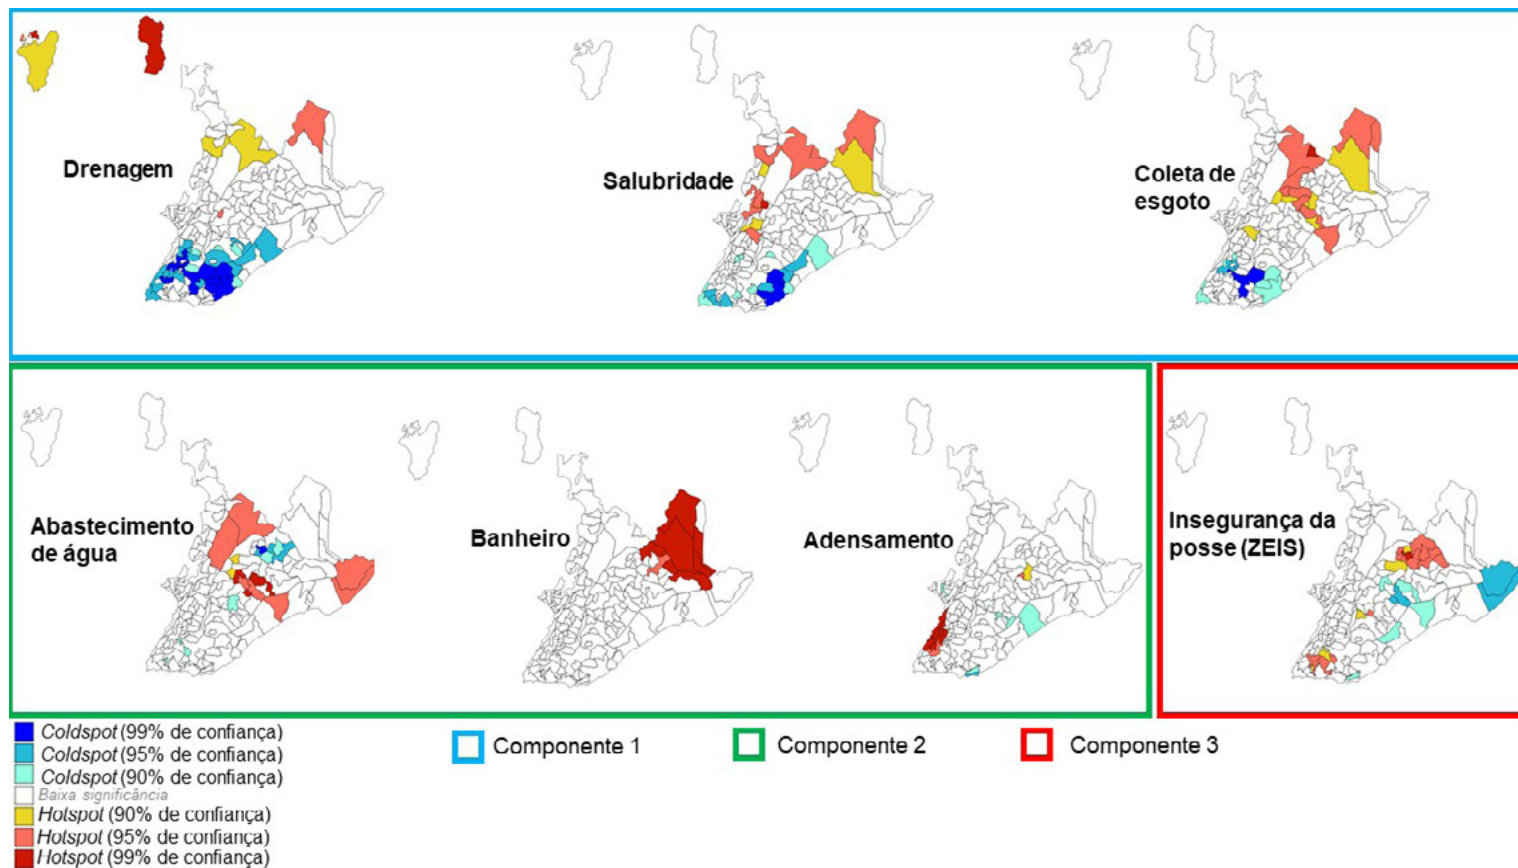 Drenagem
Salubridade
Coleta de
esgoto
Abastecimento
de água
Banheiro
Adensamento
Insegurança da
posse (ZEIS)
Coldspot (99% de confiança)
Coldspot (95% de confiança)
Coldspot (90% de confiança)
Baixa significância
Hotspot (90% de confiança)
Hotspot (95% de confiança)
Hotspot (99% de confiança)
Componente 1
Componente 2
Componente 3